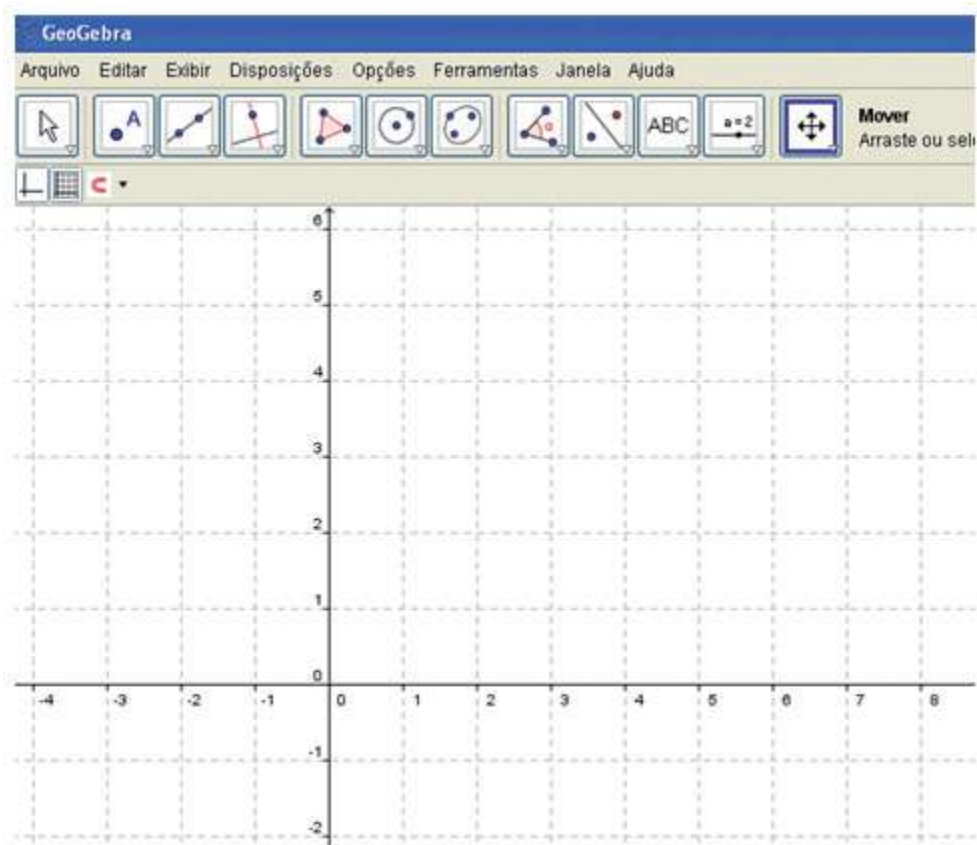 GeoGebra
Arquivo Editar Exibir Disposições Opções Ferramentas Janela Ajuda
A α ABC a=2 Mover
Arraste ou sel
6
5
4
3
2
1
0
-4 -3 -2 -1 0 1 2 3 4 5 6 7 8
-1
-2